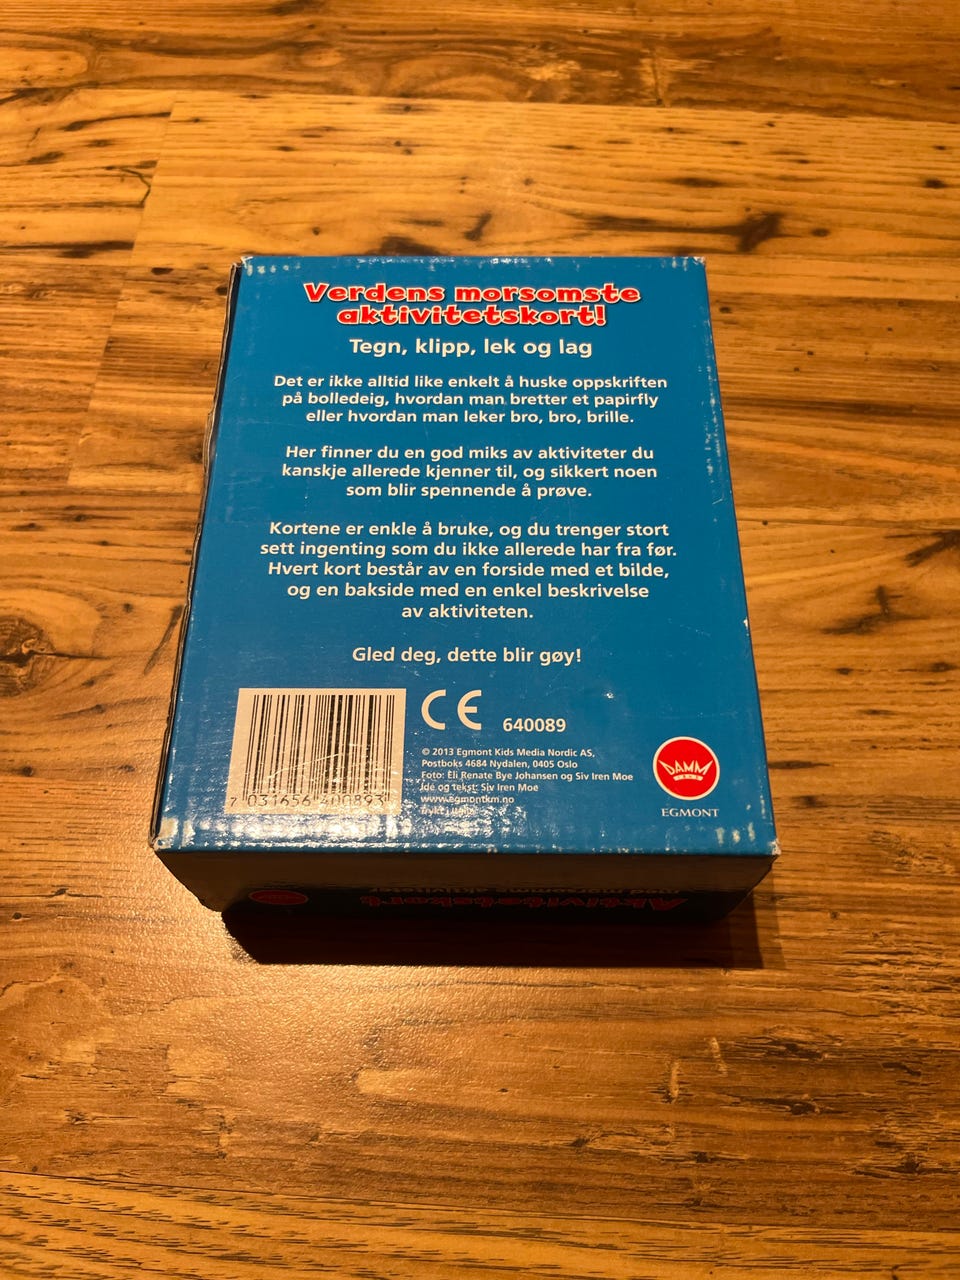 Verdens morsomste
aktivitetskort!
Tegn, klipp, lek og lag
Det er ikke alltid like enkelt å huske oppskriften
på bolledeig, hvordan man bretter et papirfly
eller hvordan man leker bro, bro, brille.
Her finner du en god miks av aktiviteter du
kanskje allerede kjenner til, og sikkert noen
som blir spennende å prøve.
Kortene er enkle å bruke, og du trenger stort
sett ingenting som du ikke allerede har fra før.
Hvert kort består av en forside med et bilde,
og en bakside med en enkel beskrivelse
av aktiviteten.
Gled deg, dette blir gøy!
CE 640089
© 2013 Egmont Kids Media Nordic AS,
Postboks 4684 Nydalen, 0405 Oslo
Foto: Eli Renate Bye Johansen og Siv Iren Moe
Ide og tekst: Siv Iren Moe
www.egmontkm.no
7 031656 400893
DAMM
EGMONT
Aktivitetskort
med morsomme aktiviteter